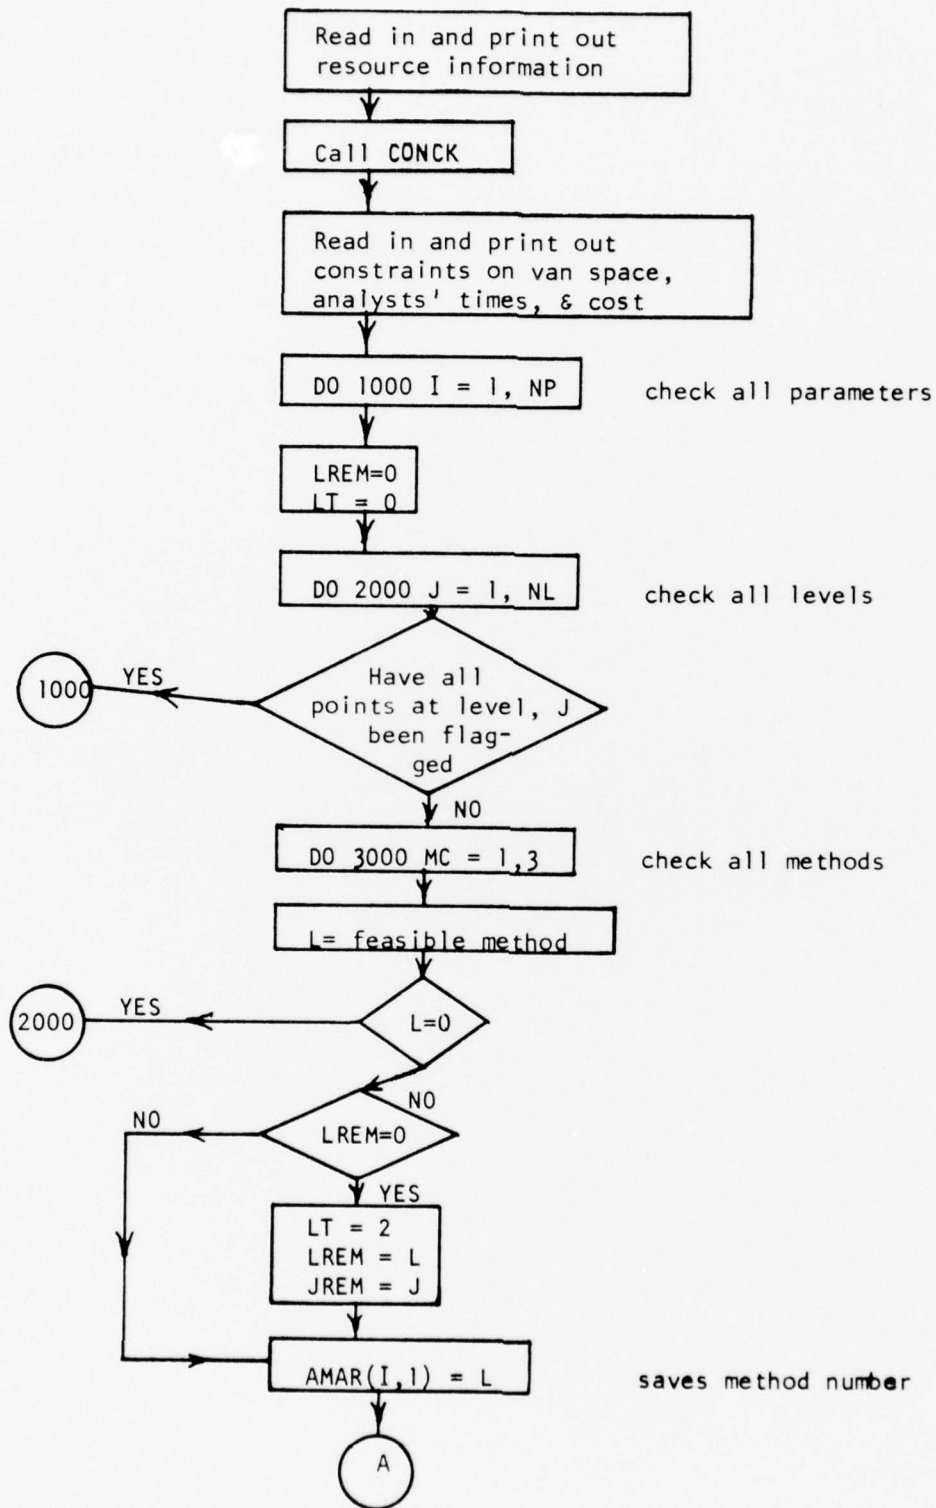 Read in and print out
resource information
Call CONCK
Read in and print out
constraints on van space,
analysts' times, & cost
DO 1000 I = 1, NP
check all parameters
LREM=0
LT = 0
DO 2000 J = 1, NL
check all levels
Have all
points at level, J
been flag-
ged
YES
1000
NO
DO 3000 MC = 1,3
check all methods
L= feasible method
L=0
YES
2000
NO
LREM=0
NO
YES
LT = 2
LREM = L
JREM = J
AMAR(I,1) = L
saves method number
A